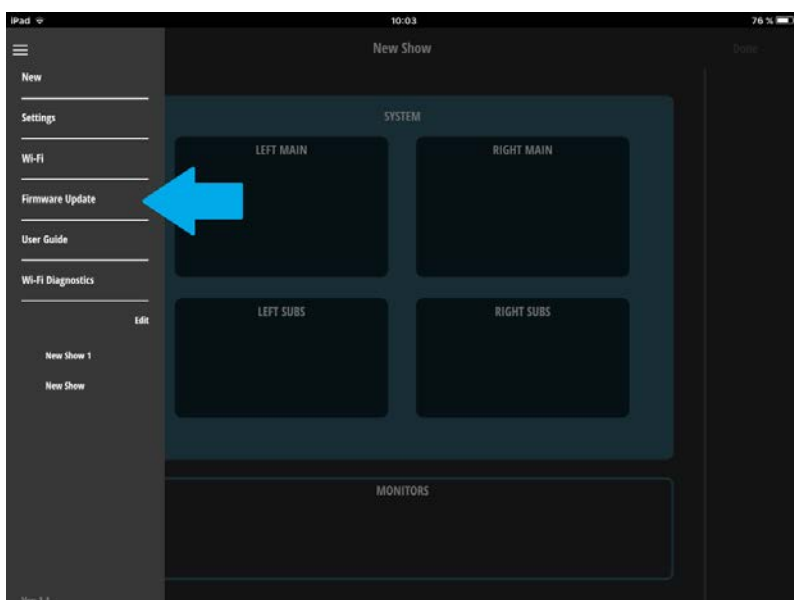 iPad 10:03 76 %
New Show Done
New
Settings
Wi-Fi
Firmware Update
User Guide
Wi-Fi Diagnostics
Edit
New Show 1
New Show
SYSTEM
LEFT MAIN RIGHT MAIN
LEFT SUBS RIGHT SUBS
MONITORS